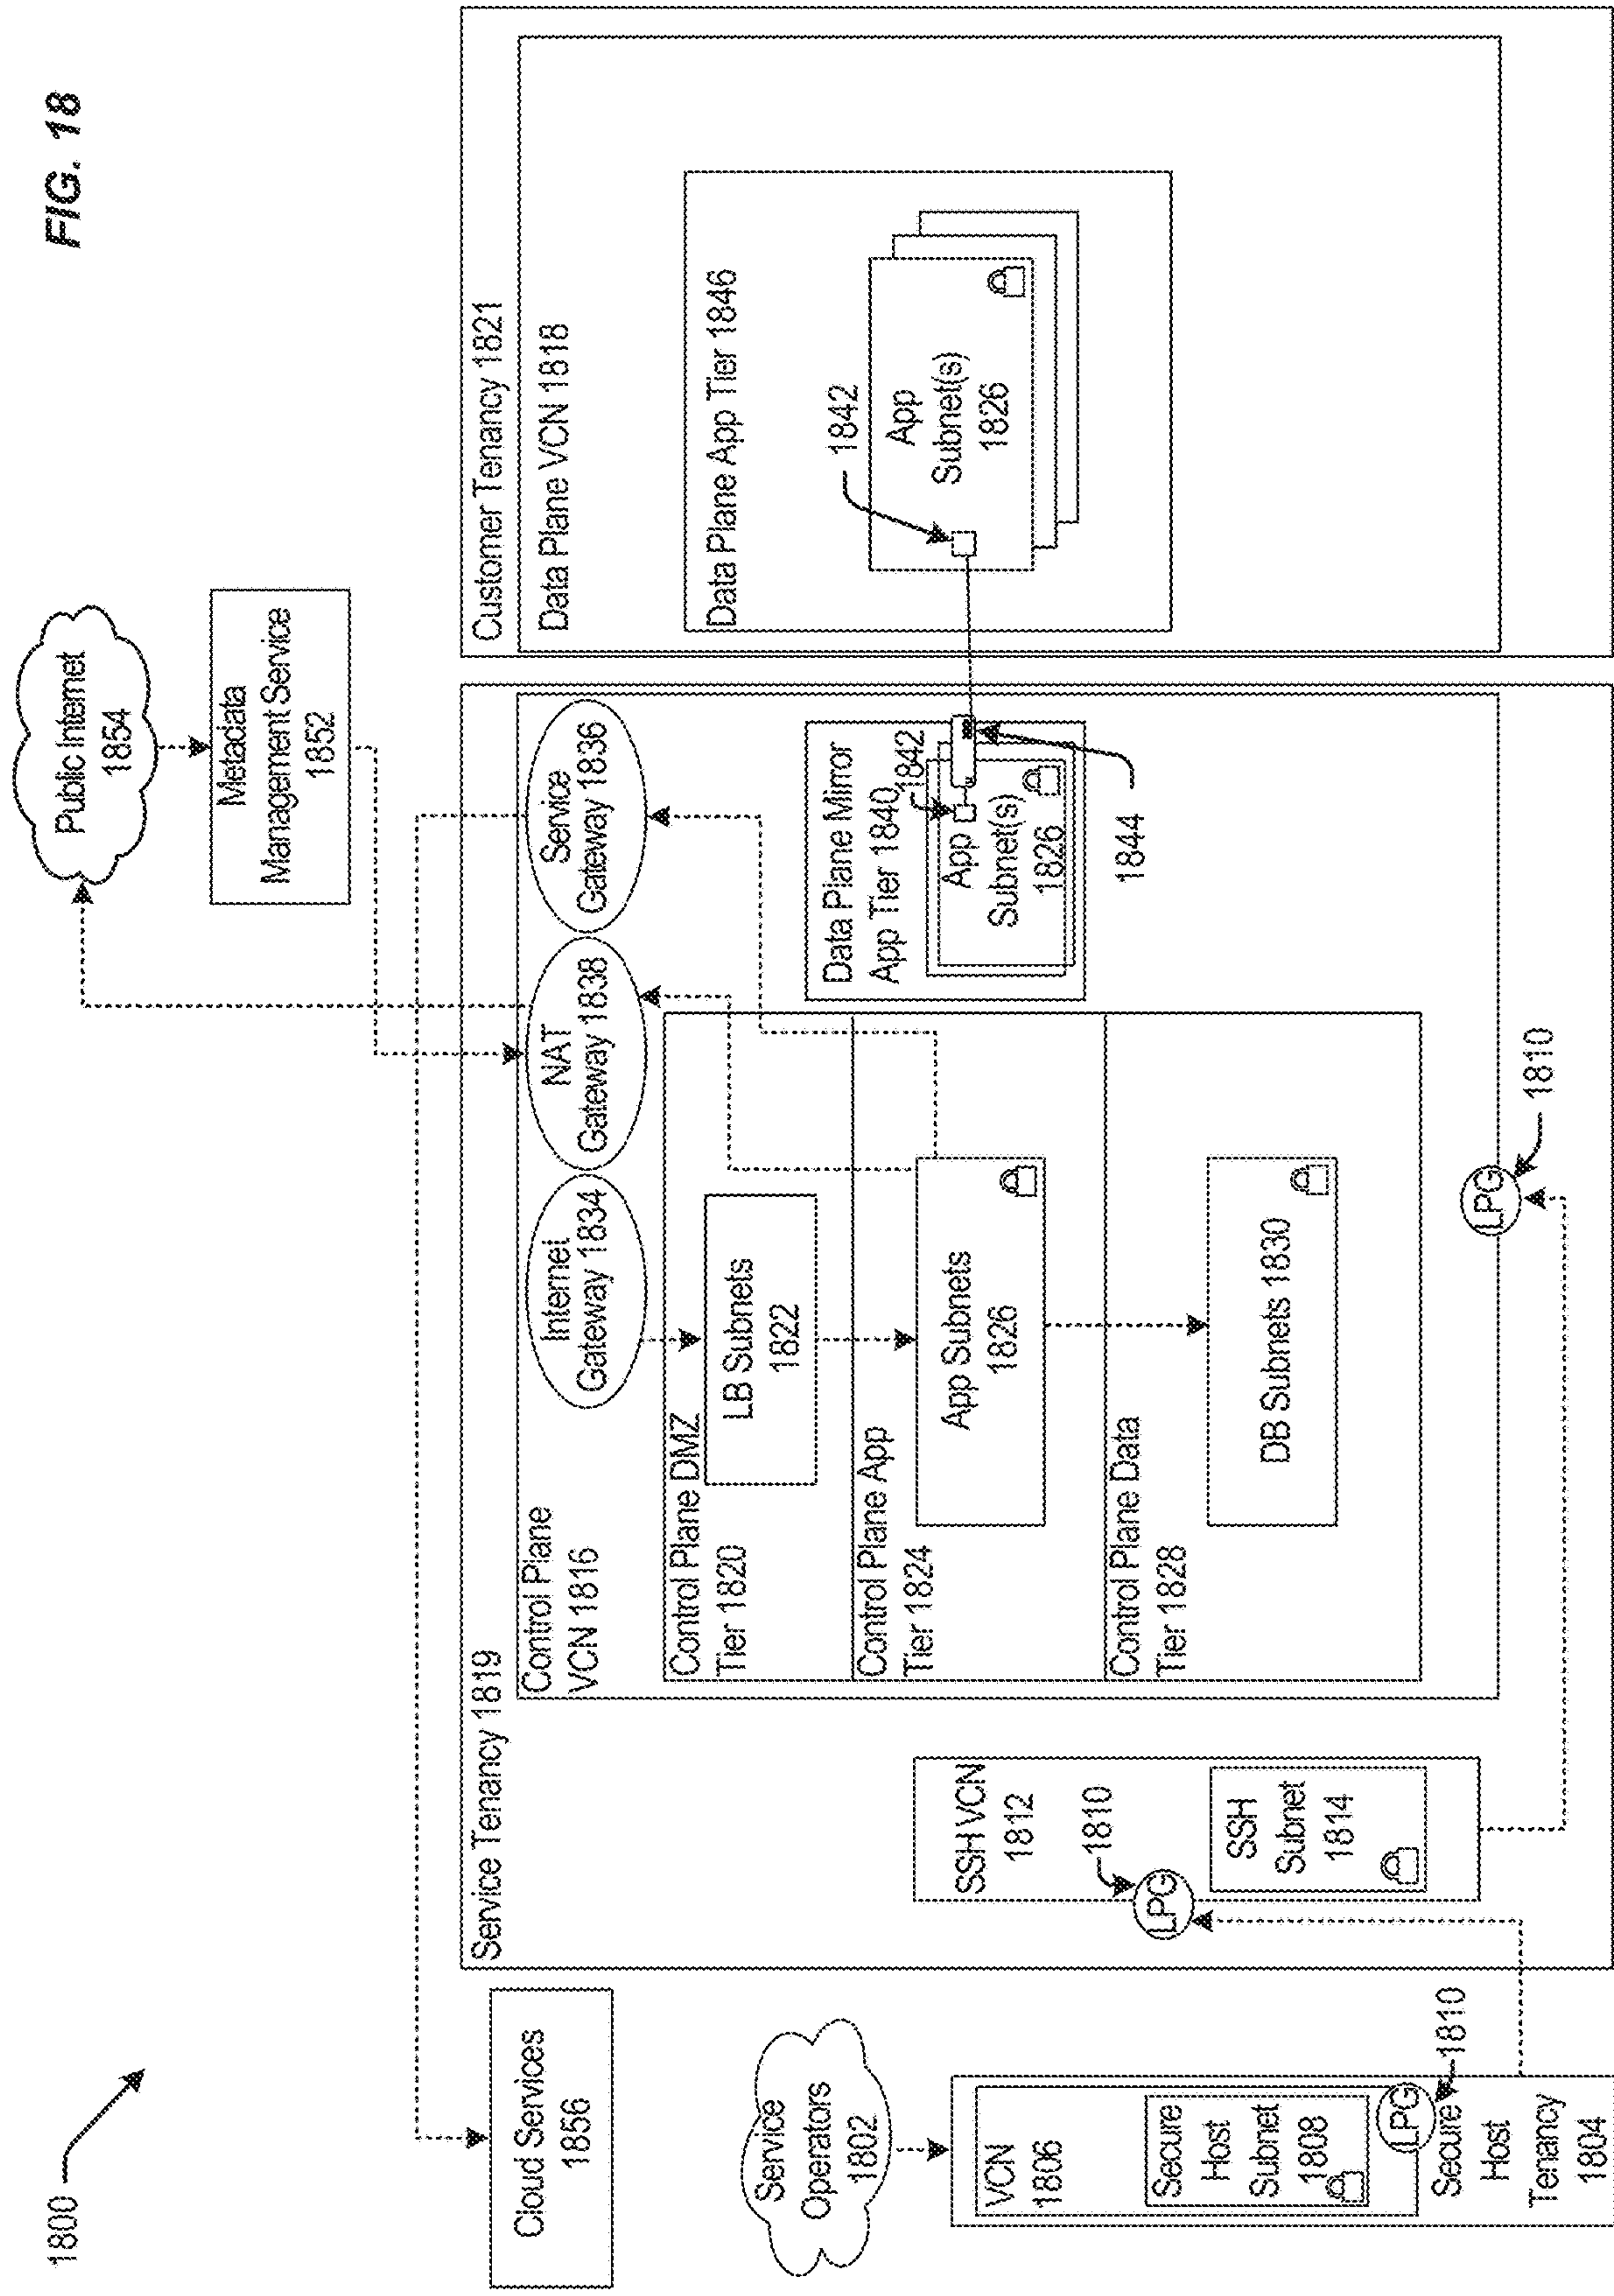 FIG. 18
1800
Public Internet
1854
Metadata
Management Service
1852
Cloud Services
1856
Service
Operators
1802
VCN
1806
Secure
Host
Subnet
1808
LPG
1810
Secure
Host
Tenancy
1804
Service Tenancy 1819
SSH VCN
1812
1810
LPG
SSH
Subnet
1814
Control Plane
VCN 1816
Internet
Gateway 1834
NAT
Gateway 1838
Service
Gateway 1836
Control Plane DMZ
Tier 1820
LB Subnets
1822
Control Plane App
Tier 1824
App Subnets
1826
Control Plane Data
Tier 1828
DB Subnets 1830
LPG
1810
Data Plane Mirror
App Tier 1840
1842
App
Subnet(s)
1826
1844
Customer Tenancy 1821
Data Plane VCN 1818
Data Plane App Tier 1846
1842
App
Subnet(s)
1826